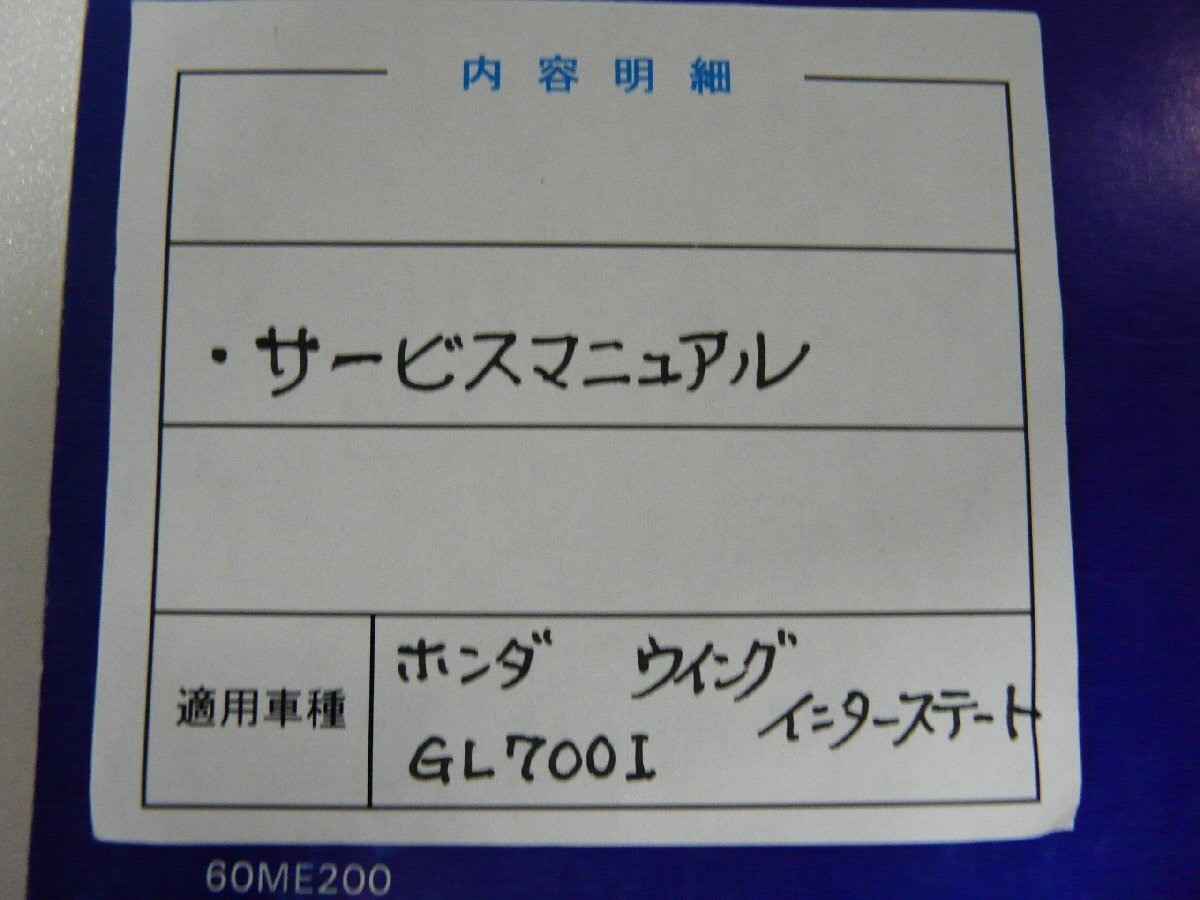 内容明細
・サービスマニュアル
適用車種
ホンダ ウイング
インターステート
GL700I
60ME200